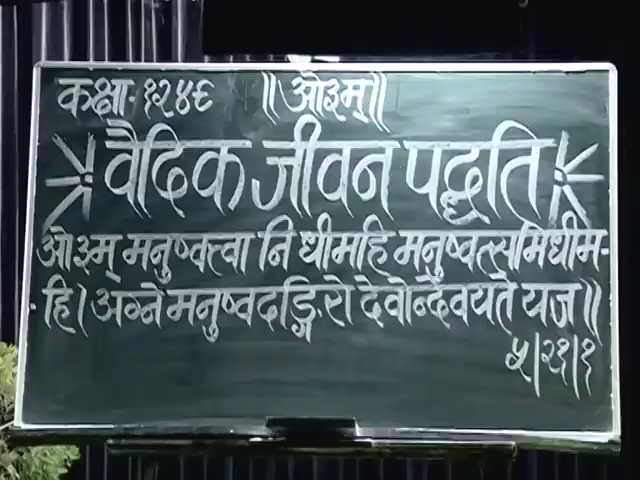 कक्षा-१२४६ ॥ओ३म्॥
वैदिक जीवन पद्धति
ओ३म् मनुष्वत्त्वा नि धीमहि मनुष्वत्समिधीम-
-हि। अग्ने मनुष्वदङ्गिरो देवान्देवयते यज॥
५।२१।१